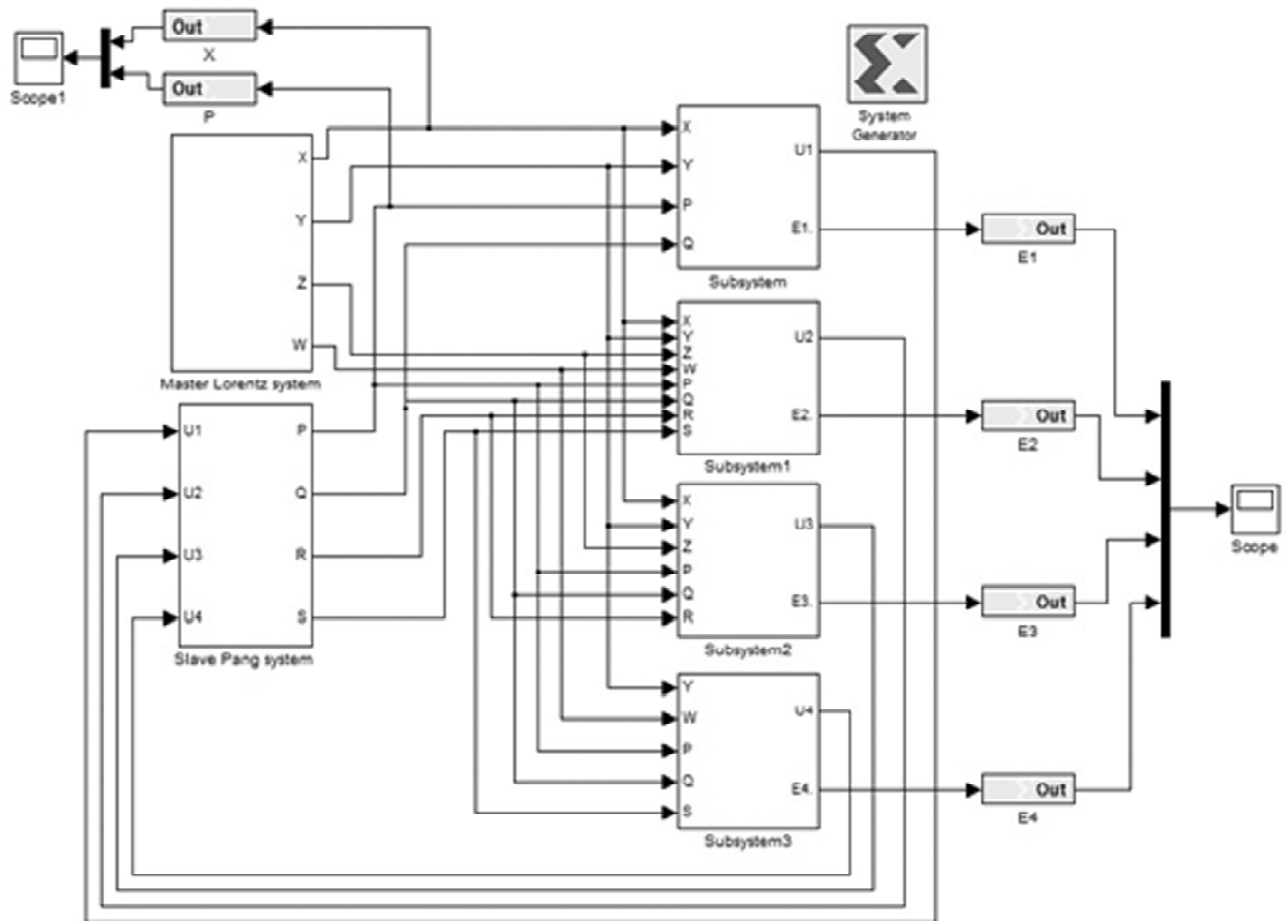 Out
X
Scope1
Out
P
System
Generator
X
Y
Z
W
Master Lorentz system
U1
U2
U3
U4
P
Q
R
S
Slave Pang system
X
Y
P
Q
U1
E1.
Subsystem
X
Y
Z
W
P
Q
R
S
U2
E2.
Subsystem1
X
Y
Z
P
Q
R
U3
E3.
Subsystem2
Y
W
P
Q
S
U4
E4.
Subsystem3
Out
E1
Out
E2
Out
E3
Out
E4
Scope